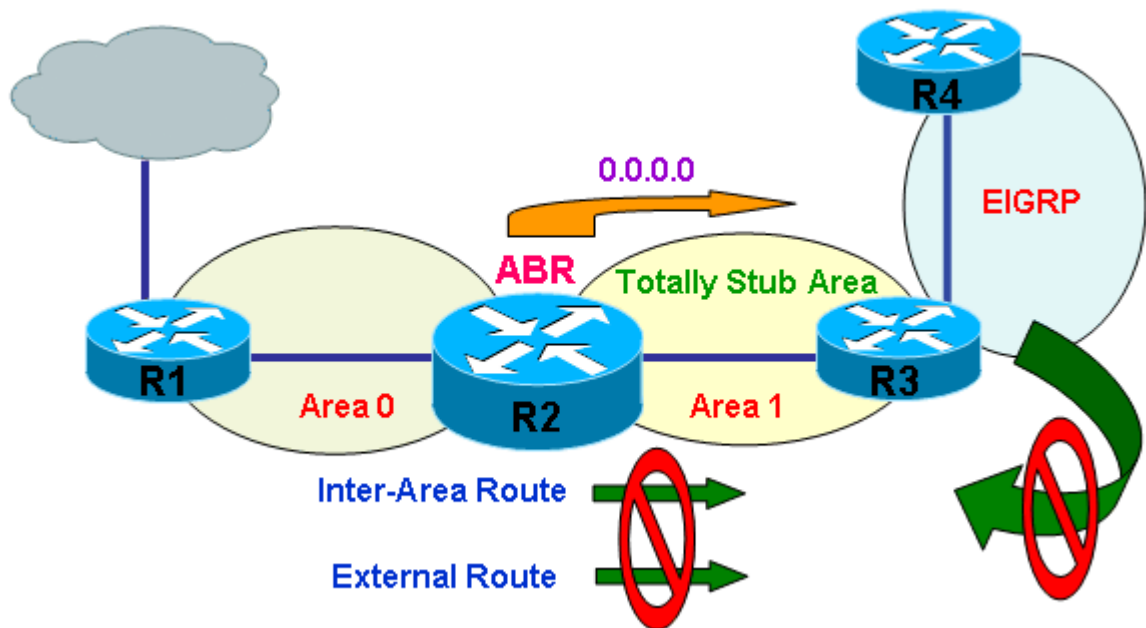 R4
0.0.0.0
EIGRP
ABR
Totally Stub Area
R1
R2
R3
Area 0
Area 1
Inter-Area Route
External Route